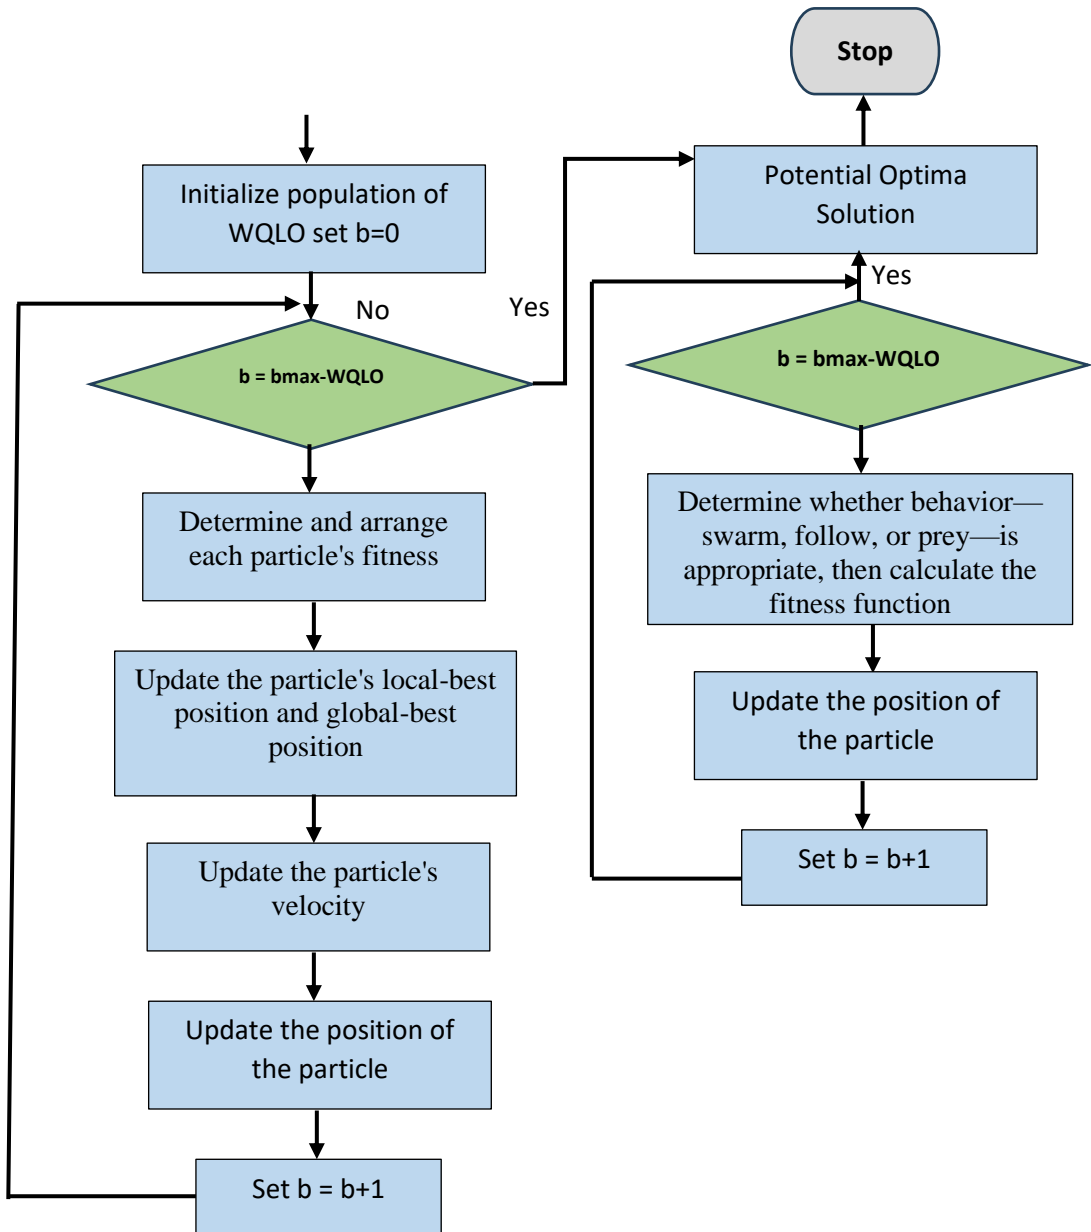 Initialize population of
WQLO set b=0
No
Yes
b = bmax-WQLO
Determine and arrange
each particle's fitness
Update the particle's local-best
position and global-best
position
Update the particle's
velocity
Update the position of
the particle
Set b = b+1
Stop
Potential Optima
Solution
Yes
b = bmax-WQLO
Determine whether behavior—
swarm, follow, or prey—is
appropriate, then calculate the
fitness function
Update the position of
the particle
Set b = b+1